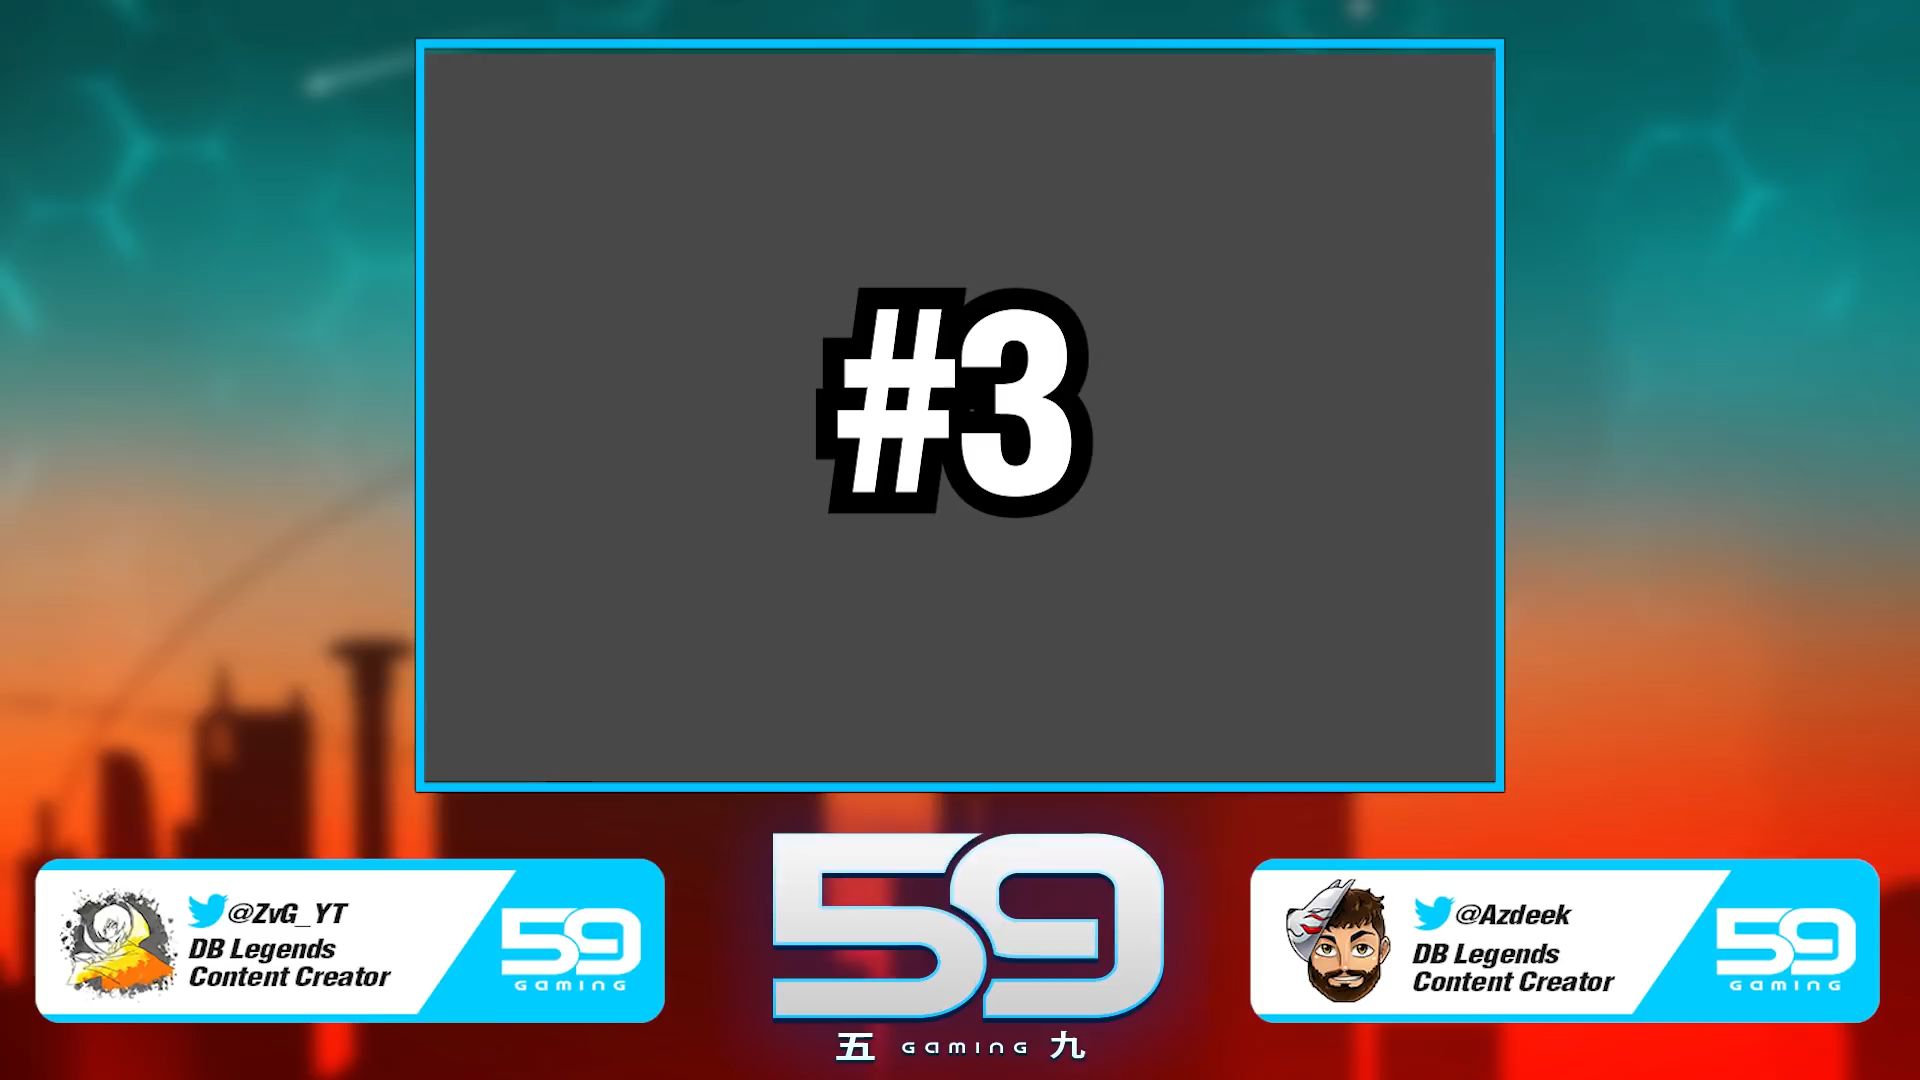 #3
@ZvG_YT
DB Legends
Content Creator
59
GAMING
59
五 GAMING 九
@Azdeek
DB Legends
Content Creator
59
GAMING